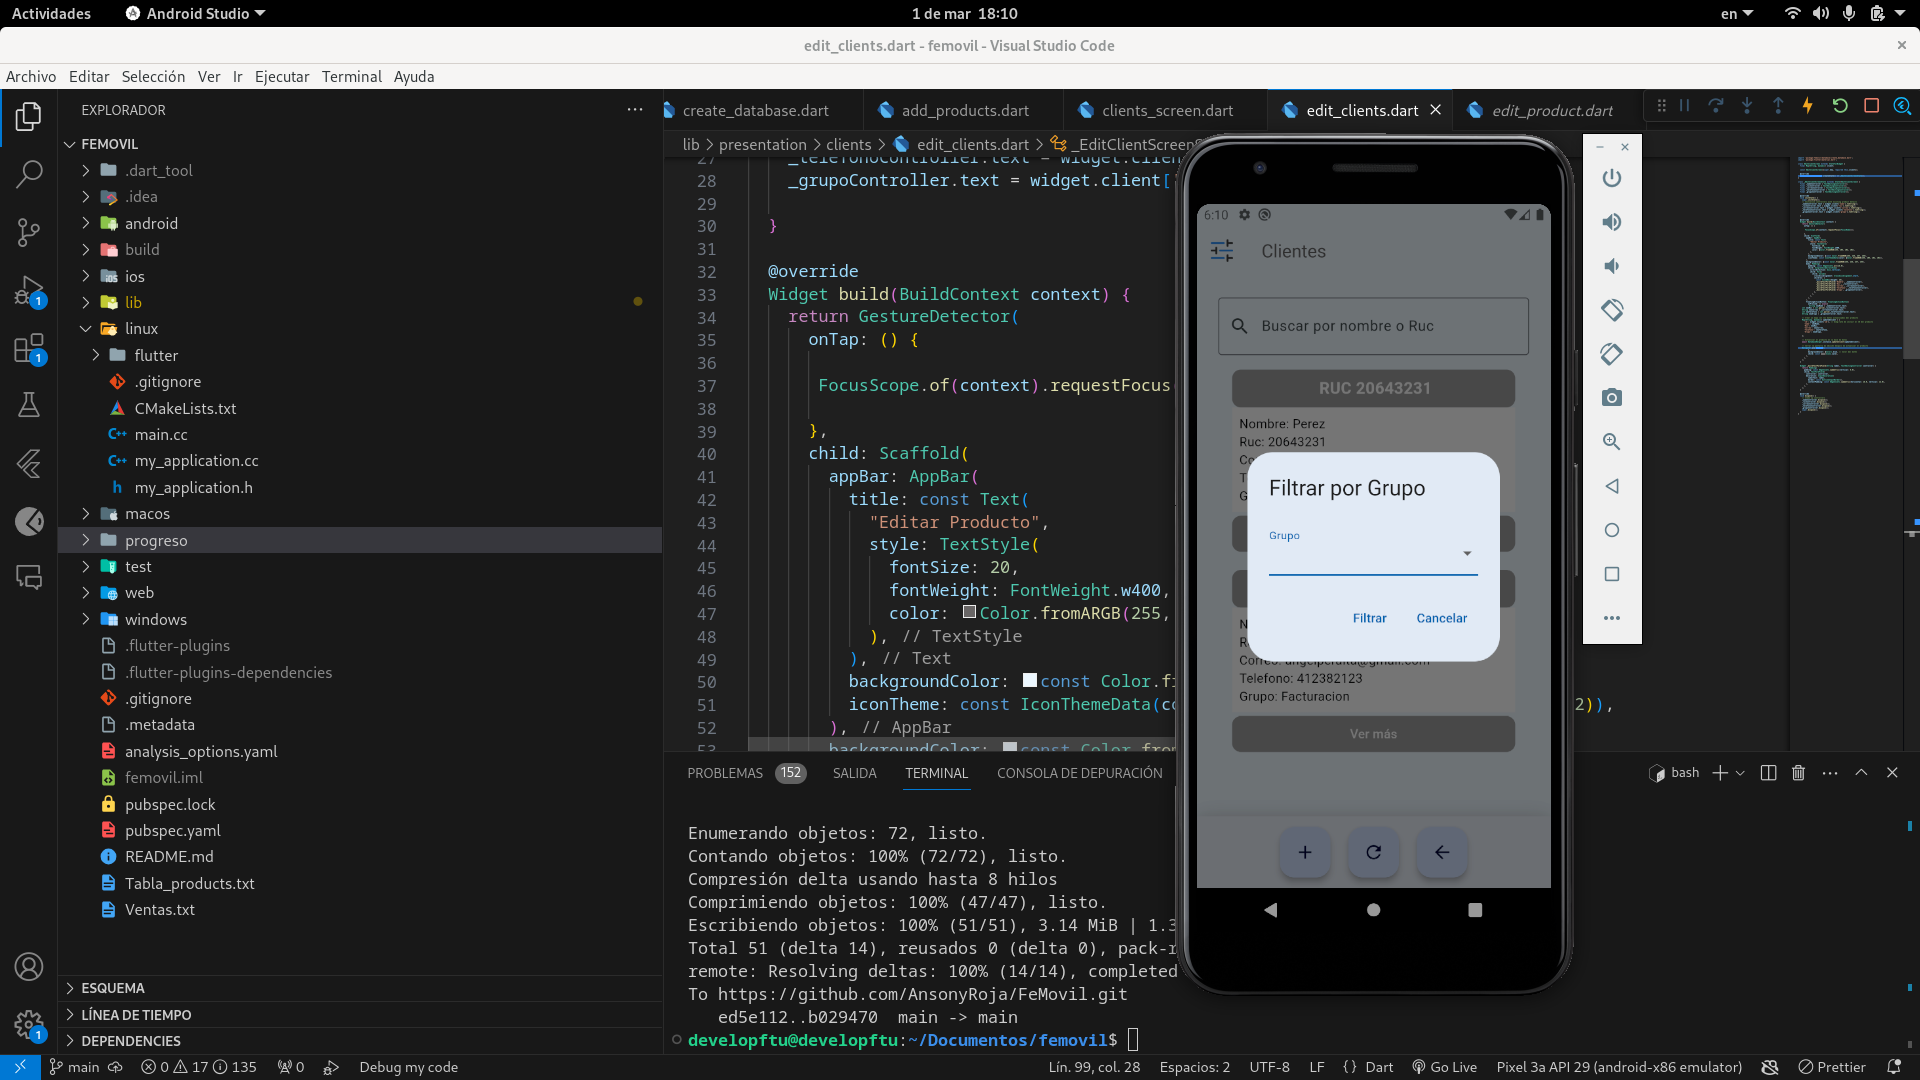 Actividades
Android Studio
1 de mar 18:10
en
edit_clients.dart - femovil - Visual Studio Code
Archivo Editar Selección Ver Ir Ejecutar Terminal Ayuda
EXPLORADOR
FEMOVIL
.dart_tool
.idea
android
build
ios
lib
linux
flutter
.gitignore
CMakeLists.txt
main.cc
my_application.cc
my_application.h
macos
progreso
test
web
windows
.flutter-plugins
.flutter-plugins-dependencies
.gitignore
.metadata
analysis_options.yaml
femovil.iml
pubspec.lock
pubspec.yaml
README.md
Tabla_products.txt
Ventas.txt
ESQUEMA
LÍNEA DE TIEMPO
DEPENDENCIES
create_database.dart
add_products.dart
clients_screen.dart
edit_clients.dart
edit_product.dart
lib > presentation > clients > edit_clients.dart > _EditClientScreen
27 _telefonoController.text = widget.client
28 _grupoController.text = widget.client[
29
30 }
31
32 @override
33 Widget build(BuildContext context) {
34 return GestureDetector(
35 onTap: () {
36
37 FocusScope.of(context).requestFocus(
38
39 },
40 child: Scaffold(
41 appBar: AppBar(
42 title: const Text(
43 "Editar Producto",
44 style: TextStyle(
45 fontSize: 20,
46 fontWeight: FontWeight.w400,
47 color: Color.fromARGB(255,
48 ), // TextStyle
49 ), // Text
50 backgroundColor: const Color.fr
51 iconTheme: const IconThemeData(co
2)),
52 ), // AppBar
53 backgroundColor: const Color.from
PROBLEMAS 152 SALIDA TERMINAL CONSOLA DE DEPURACIÓN
bash
Enumerando objetos: 72, listo.
Contando objetos: 100% (72/72), listo.
Compresión delta usando hasta 8 hilos
Comprimiendo objetos: 100% (47/47), listo.
Escribiendo objetos: 100% (51/51), 3.14 MiB | 1.3
Total 51 (delta 14), reusados 0 (delta 0), pack-r
remote: Resolving deltas: 100% (14/14), completed
To https://github.com/AnsonyRoja/FeMovil.git
ed5e112..b029470 main -> main
developftu@developftu:~/Documentos/femovil$
6:10
Clientes
Buscar por nombre o Ruc
RUC 20643231
Nombre: Perez
Ruc: 20643231
Co
T
G
Filtrar por Grupo
Grupo
Filtrar Cancelar
N
R
Correo: angelperalta@gmail.com
Telefono: 412382123
Grupo: Facturacion
Ver más
1
1
1
main
0 17 135
0
Debug my code
Lín. 99, col. 28
Espacios: 2
UTF-8
LF
{ } Dart
Go Live
Pixel 3a API 29 (android-x86 emulator)
Prettier